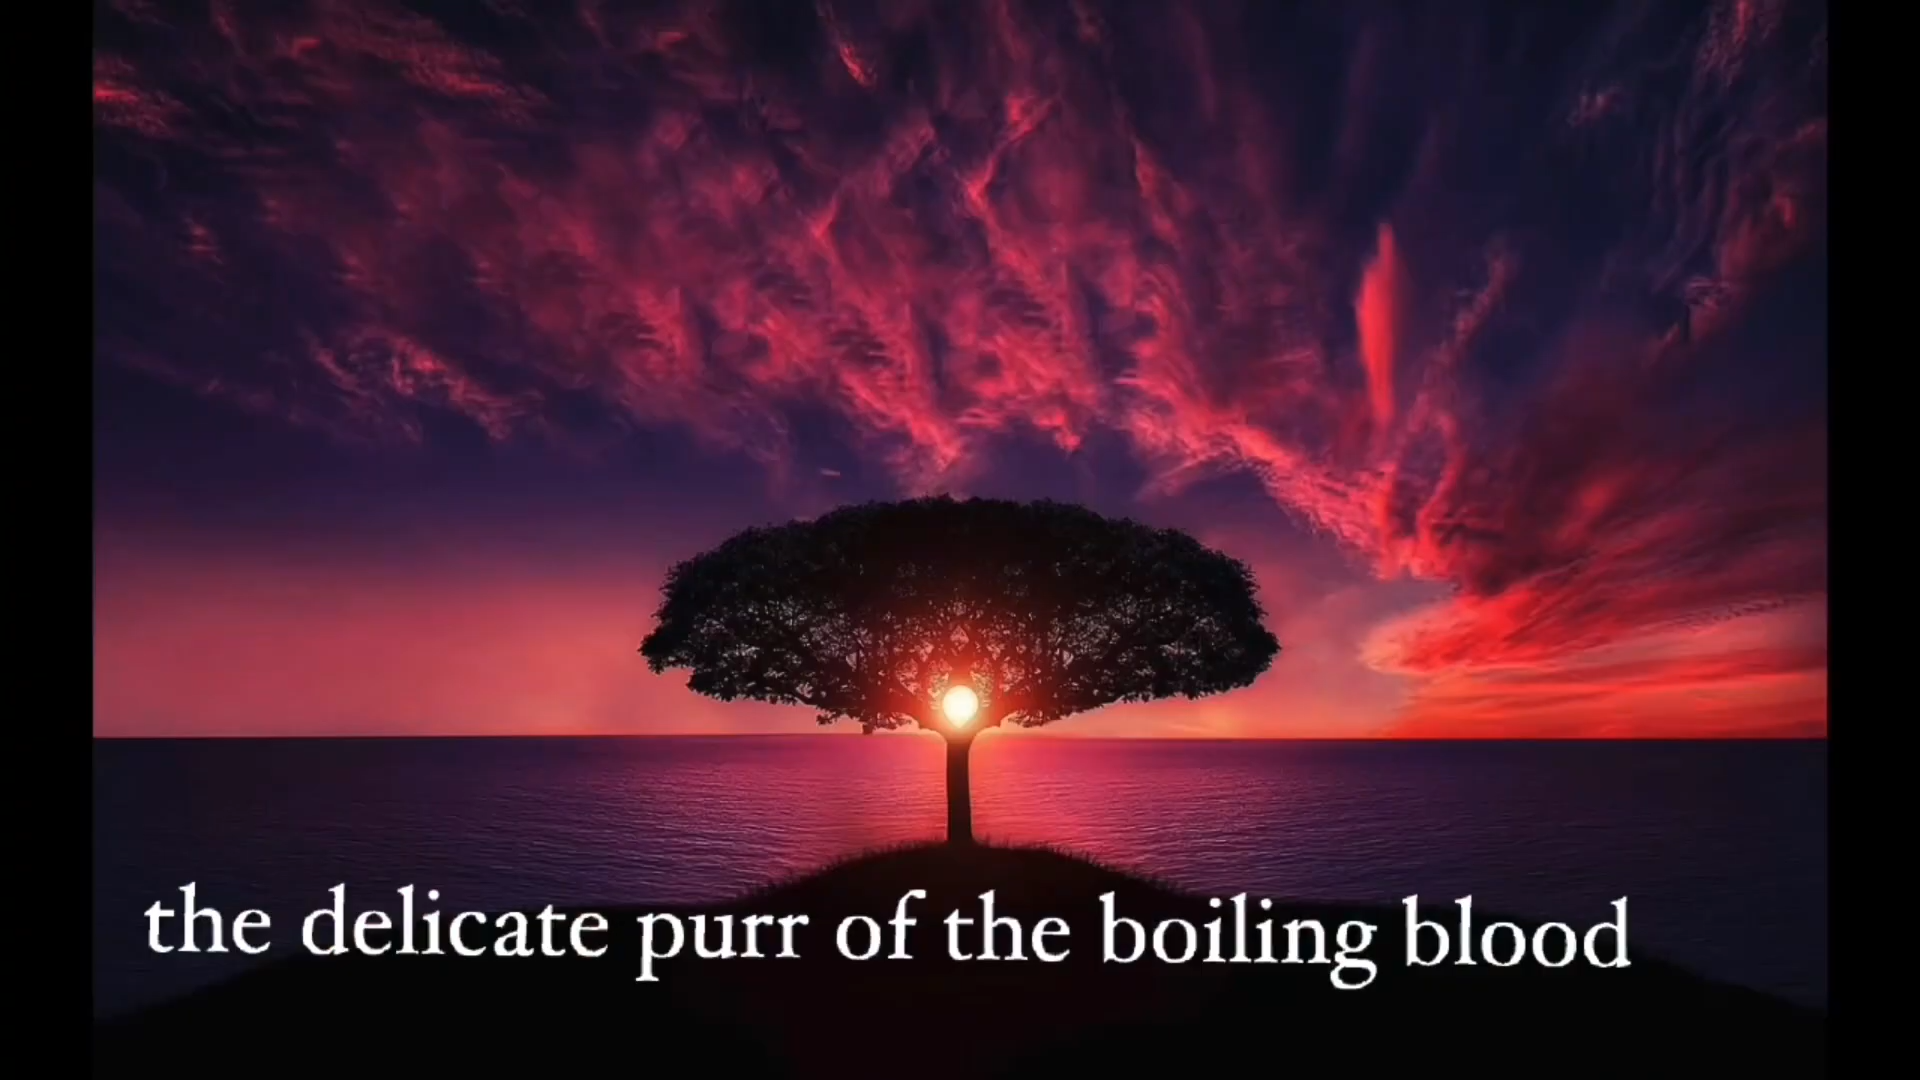 the delicate purr of the boiling blood